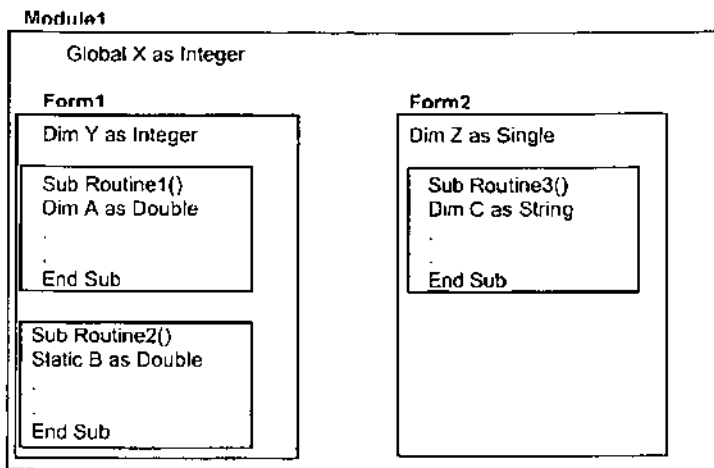 Module1
Global X as Integer
Form1
Dim Y as Integer
Sub Routine1()
Dim A as Double
.
.
End Sub
Sub Routine2()
Static B as Double
.
.
End Sub
Form2
Dim Z as Single
Sub Routine3()
Dim C as String
.
.
End Sub